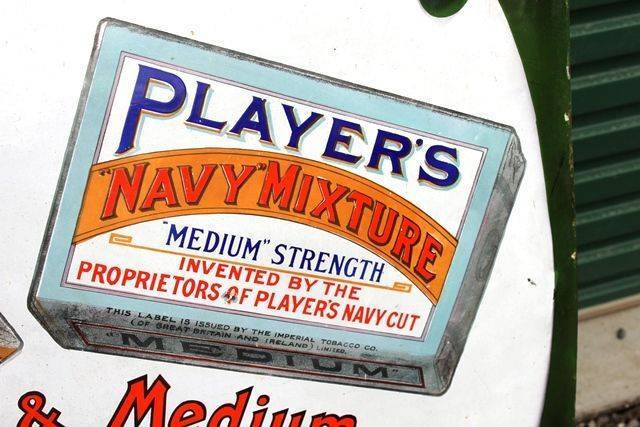 PLAYER'S
"NAVY" MIXTURE
"MEDIUM" STRENGTH
INVENTED BY THE
PROPRIETORS OF PLAYER'S NAVY CUT
THIS LABEL IS ISSUED BY THE IMPERIAL TOBACCO CO.
(OF GREAT BRITAIN AND IRELAND) LIMITED.
"MEDIUM"
& Medium